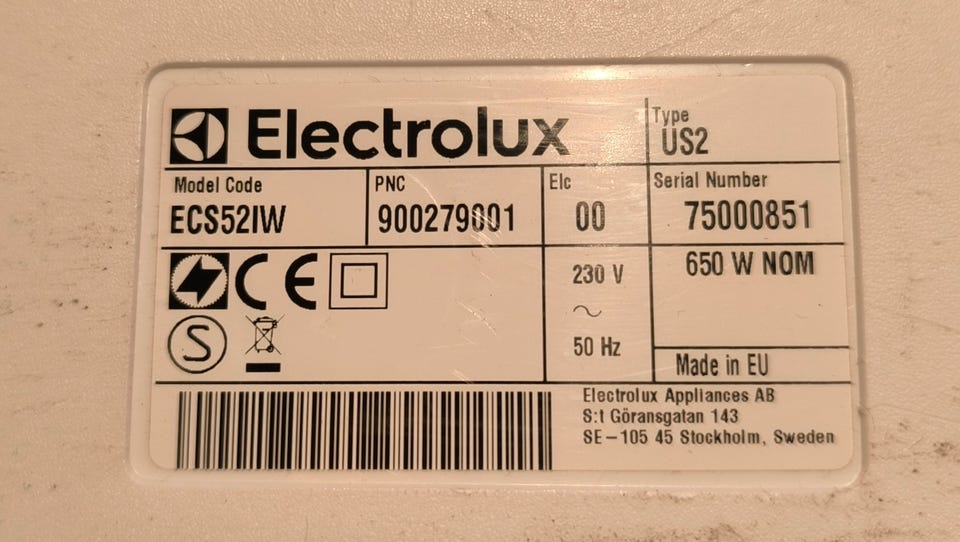 Electrolux
Type
US2
Model Code
ECS52IW
PNC
900279001
Elc
00
Serial Number
75000851
CE
S
230 V
~
50 Hz
650 W NOM
Made in EU
Electrolux Appliances AB
S:t Göransgatan 143
SE-105 45 Stockholm, Sweden